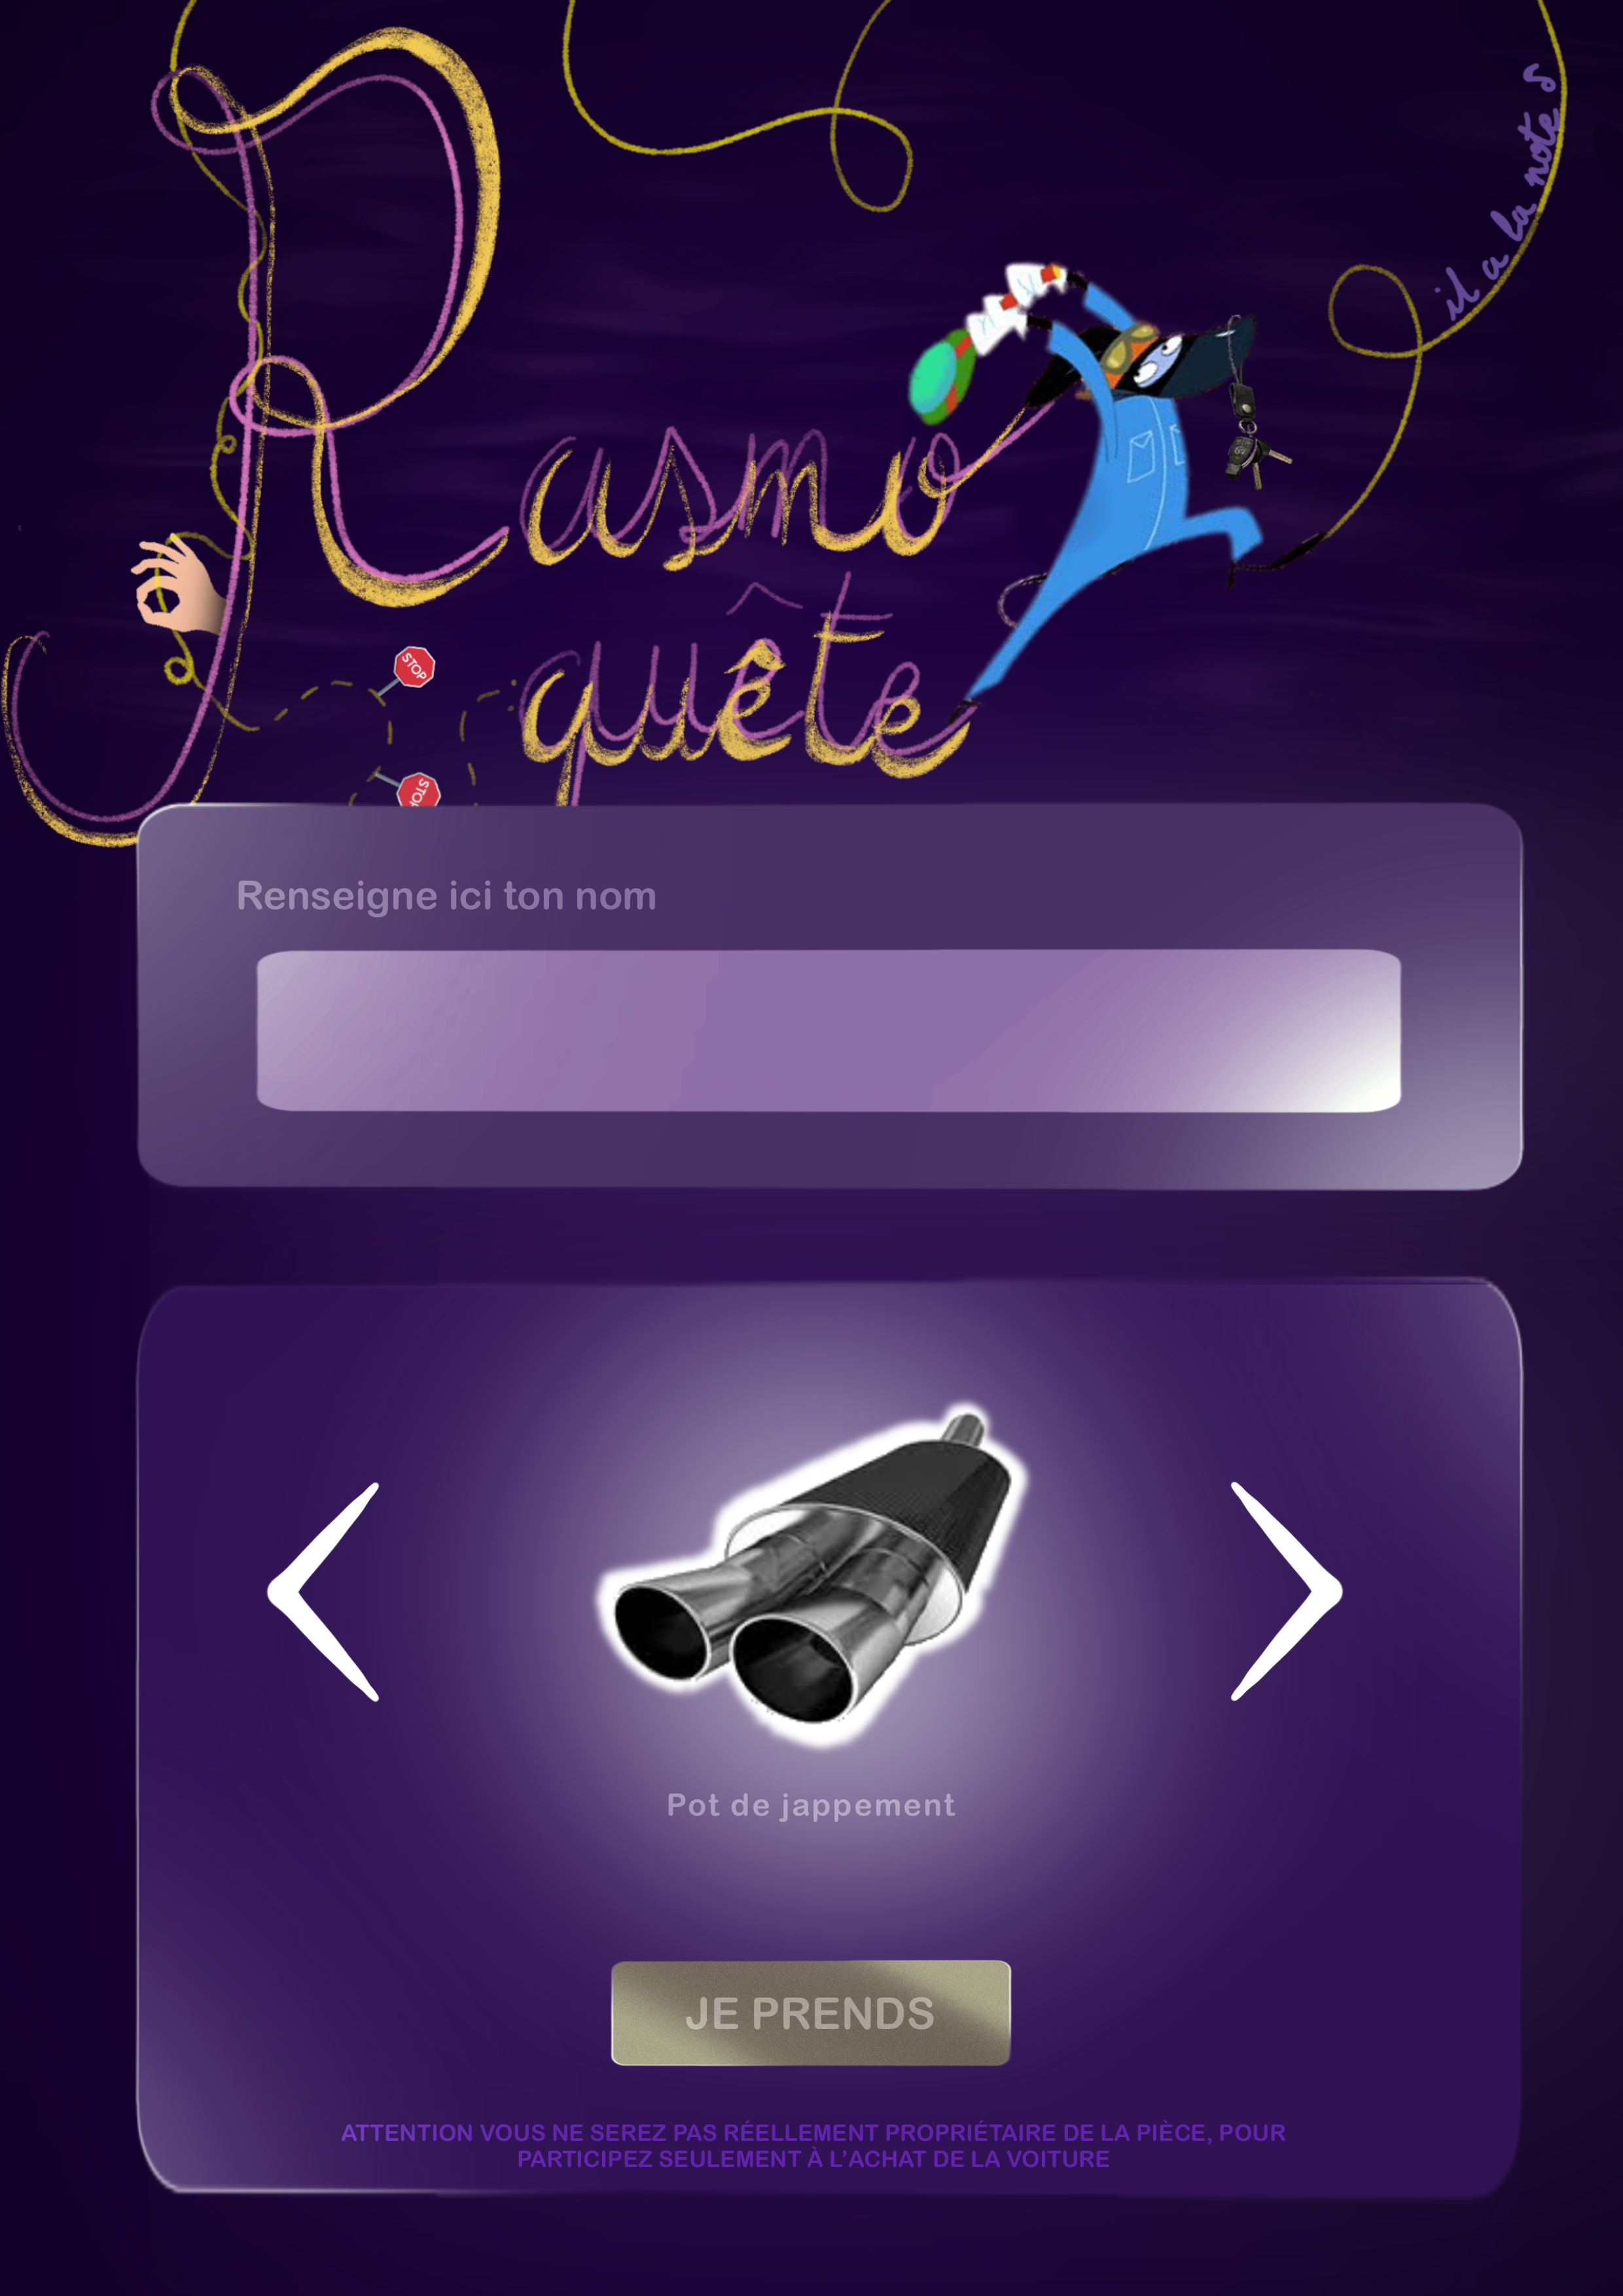 il a la note 8
Rasmo
quête
STOP
STOP
Renseigne ici ton nom
Pot de jappement
JE PRENDS
ATTENTION VOUS NE SEREZ PAS RÉELLEMENT PROPRIÉTAIRE DE LA PIÈCE, POUR
PARTICIPEZ SEULEMENT À L’ACHAT DE LA VOITURE